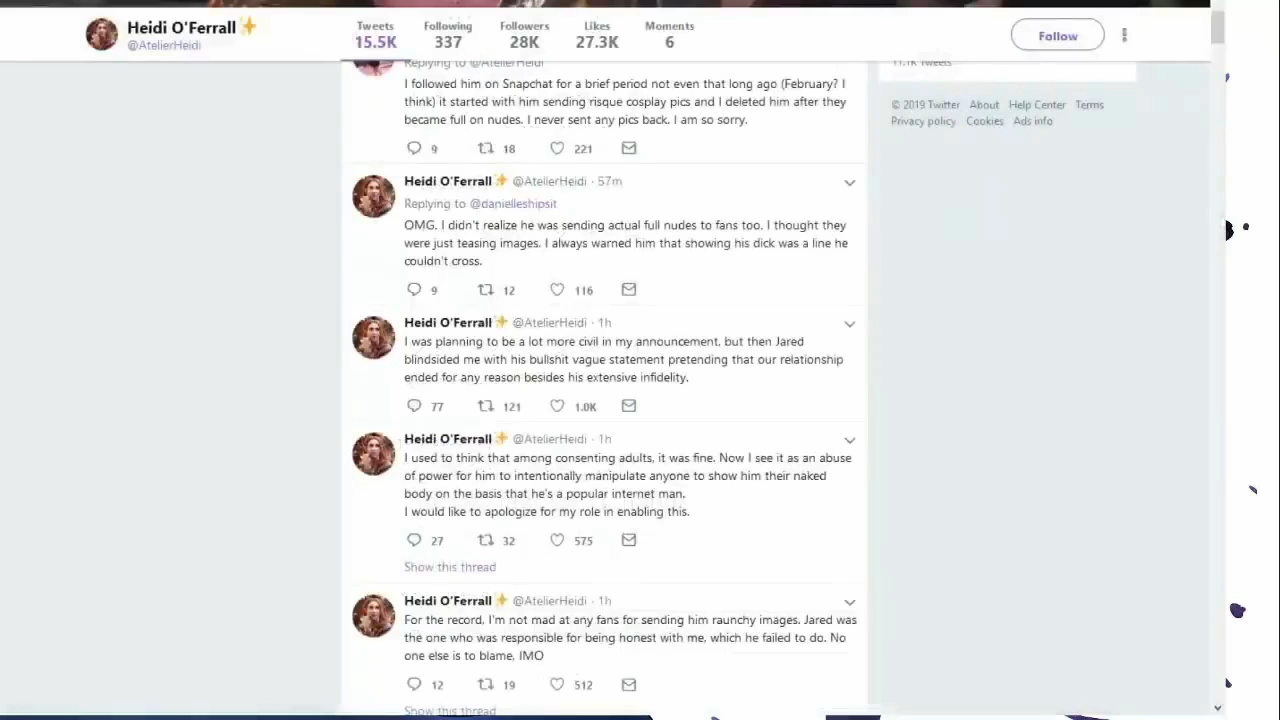 Heidi O'Ferrall✨
@AtelierHeidi
Tweets Following Followers Likes Moments
15.5K 337 28K 27.3K 6
Follow
Replying to @AtelierHeidi
I followed him on Snapchat for a brief period not even that long ago (February? I
think) it started with him sending risque cosplay pics and I deleted him after they
became full on nudes. I never sent any pics back. I am so sorry.
9 18 221
Heidi O'Ferrall✨ @AtelierHeidi · 57m
Replying to @danielleshipsit
OMG. I didn't realize he was sending actual full nudes to fans too. I thought they
were just teasing images. I always warned him that showing his dick was a line he
couldn't cross.
9 12 116
Heidi O'Ferrall✨ @AtelierHeidi · 1h
I was planning to be a lot more civil in my announcement, but then Jared
blindsided me with his bullshit vague statement pretending that our relationship
ended for any reason besides his extensive infidelity.
77 121 1.0K
Heidi O'Ferrall✨ @AtelierHeidi · 1h
I used to think that among consenting adults, it was fine. Now I see it as an abuse
of power for him to intentionally manipulate anyone to show him their naked
body on the basis that he's a popular internet man.
I would like to apologize for my role in enabling this.
27 32 575
Show this thread
Heidi O'Ferrall✨ @AtelierHeidi · 1h
For the record, I'm not mad at any fans for sending him raunchy images. Jared was
the one who was responsible for being honest with me, which he failed to do. No
one else is to blame, IMO
12 19 512
Show this thread
11.1K Tweets
© 2019 Twitter About Help Center Terms
Privacy policy Cookies Ads info